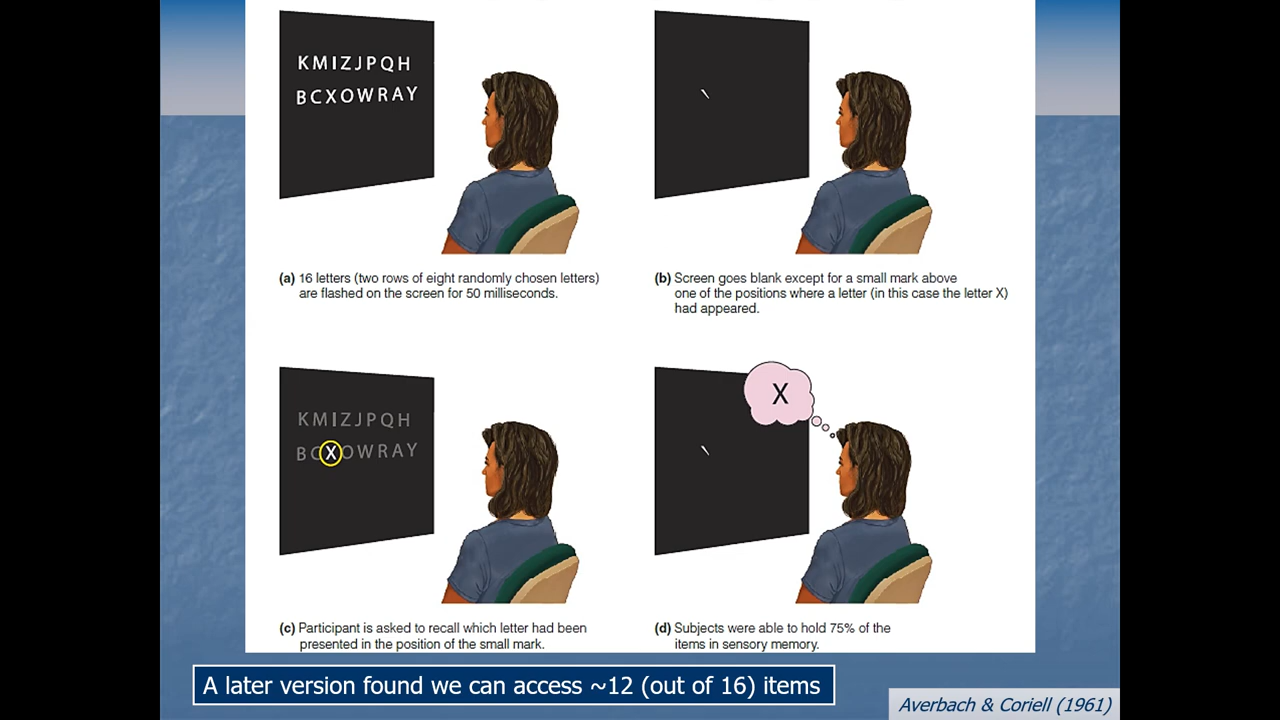 KMIZJPQH
BCXOWRAY
(a) 16 letters (two rows of eight randomly chosen letters)
are flashed on the screen for 50 milliseconds.
(b) Screen goes blank except for a small mark above
one of the positions where a letter (in this case the letter X)
had appeared.
KMIZJPQH
BCXOWRAY
X
(c) Participant is asked to recall which letter had been
presented in the position of the small mark.
(d) Subjects were able to hold 75% of the
items in sensory memory.
A later version found we can access ~12 (out of 16) items
Averbach & Coriell (1961)